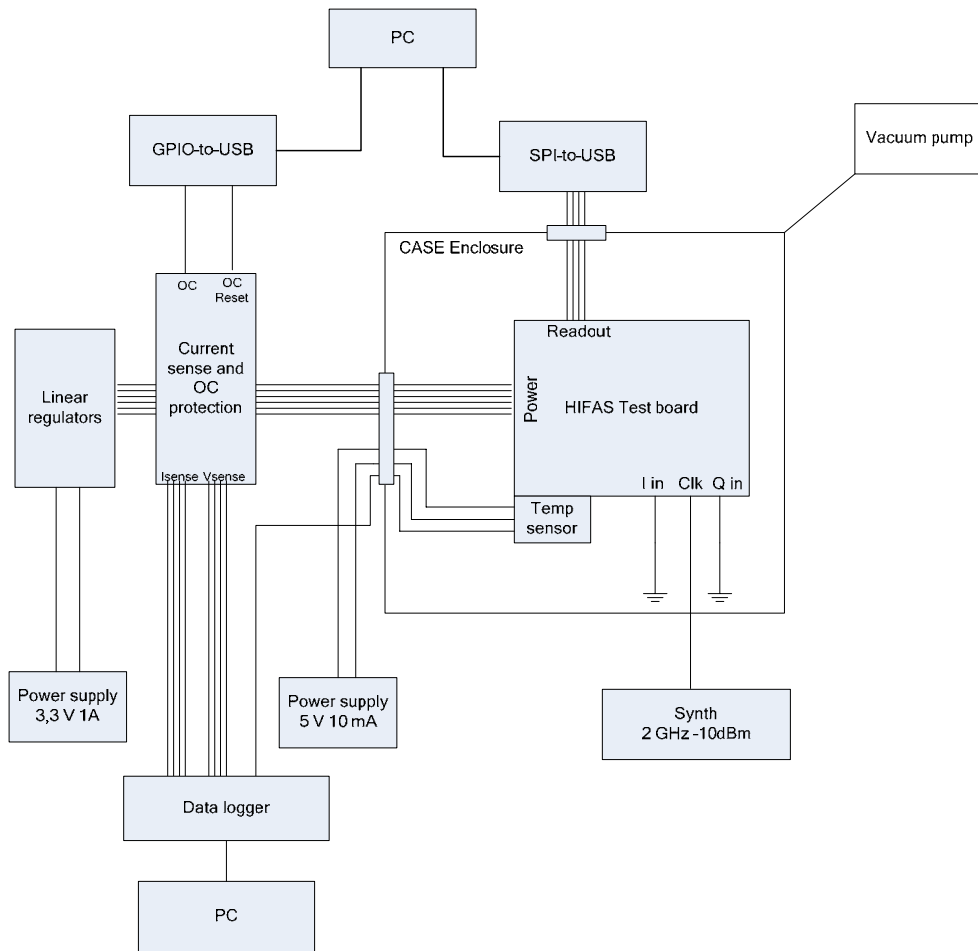 PC
GPIO-to-USB
SPI-to-USB
Vacuum pump
CASE Enclosure
OC
OC
Reset
Current
sense and
OC
protection
Isense Vsense
Linear
regulators
Readout
Power
HIFAS Test board
I in Clk Q in
Temp
sensor
Power supply
3,3 V 1A
Power supply
5 V 10 mA
Synth
2 GHz -10dBm
Data logger
PC